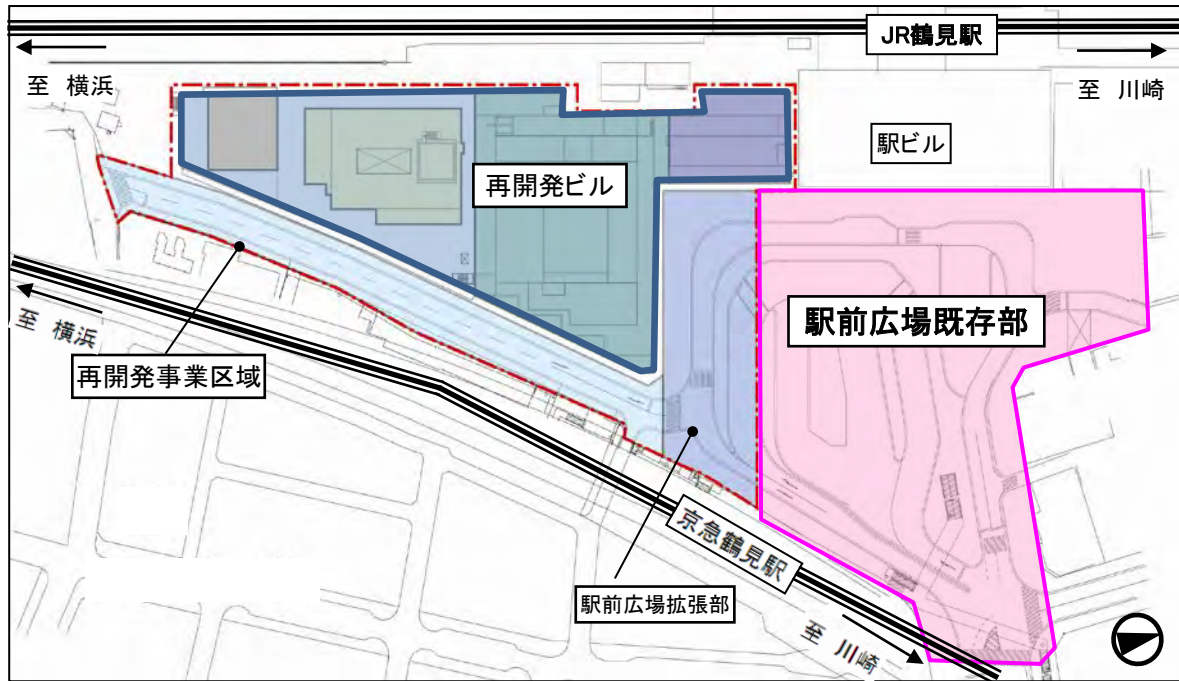 JR鶴見駅
至 横浜
至 川崎
駅ビル
再開発ビル
駅前広場既存部
至 横浜
再開発事業区域
京急鶴見駅
駅前広場拡張部
至 川崎